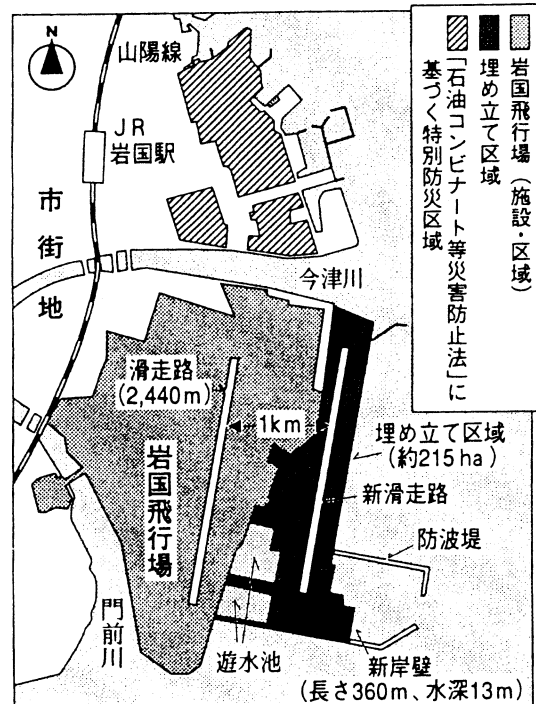 岩国飛行場（施設・区域）
埋め立て区域
「石油コンビナート等災害防止法」に
基づく特別防災区域
N
山陽線
JR
岩国駅
市街地
今津川
滑走路
(2,440m)
1km
埋め立て区域
(約215ha)
岩国飛行場
新滑走路
防波堤
門前川
遊水池
新岸壁
(長さ360m、水深13m)